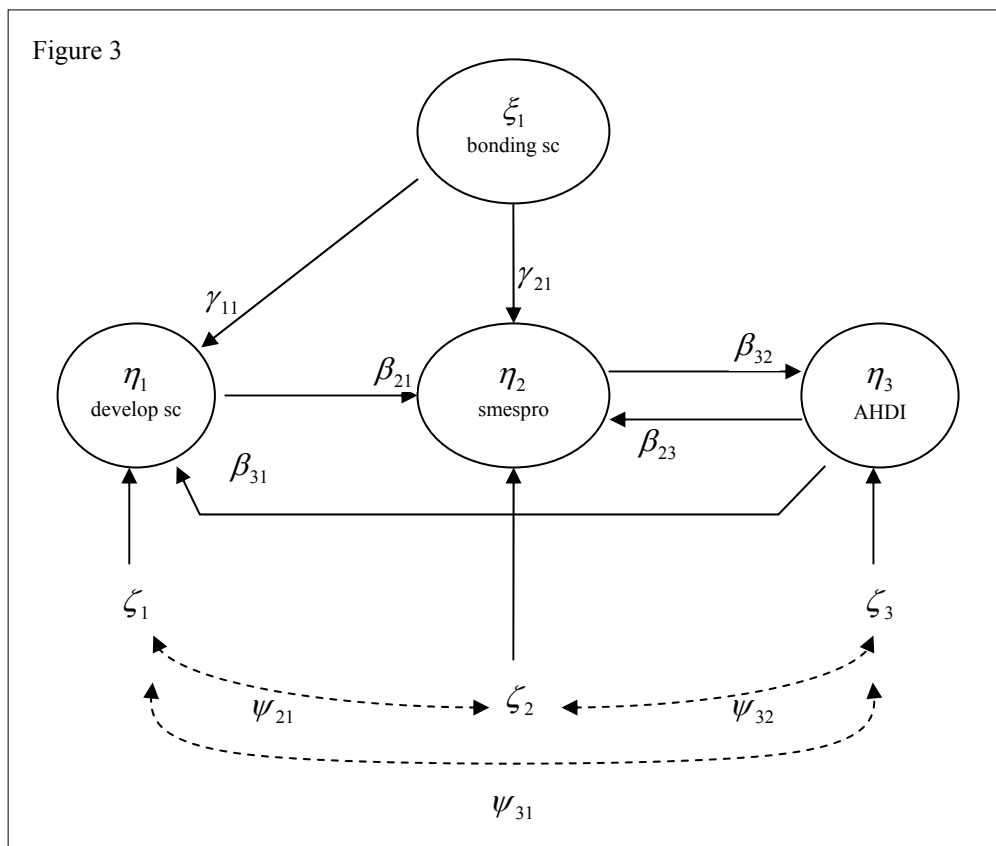 Figure 3
ξ₁
bonding sc
γ₁₁
γ₂₁
η₁
develop sc
β₂₁
η₂
smespro
β₃₂
η₃
AHDI
β₂₃
β₃₁
ζ₁
ζ₃
ζ₂
ψ₂₁
ψ₃₂
ψ₃₁